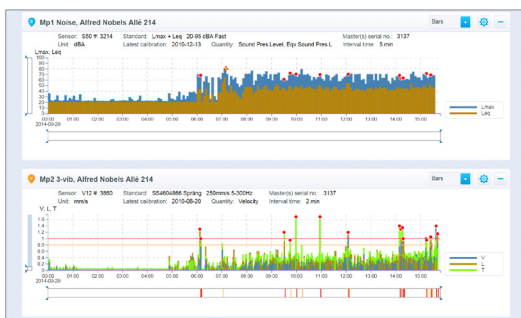 Mp1 Noise, Alfred Nobels Allé 214
Bars
Sensor: S50 #: 3214 Standard: Lmax + Leq 20-95 dBA Fast Master(s) serial no.: 3137
Unit: dBA Latest calibration: 2010-12-13 Quantity: Sound Pres.Level, Equ Sound Pres.L Interval time: 5 min
Lmax, Leq
100
90
80
70
60
50
40
30
20
10
0
00:00 01:00 02:00 03:00 04:00 05:00 06:00 07:00 08:00 09:00 10:00 11:00 12:00 13:00 14:00 15:00
2014-09-29
Lmax
Leq
Mp2 3-vib, Alfred Nobels Allé 214
Bars
Sensor: V12 #: 3860 Standard: SS4604866 Spräng 250mm/s 5-300Hz Master(s) serial no.: 3137
Unit: mm/s Latest calibration: 2010-08-20 Quantity: Velocity Interval time: 2 min
V, L, T
1.8
1.6
1.4
1.2
1
0.8
0.6
0.4
0.2
0
00:00 01:00 02:00 03:00 04:00 05:00 06:00 07:00 08:00 09:00 10:00 11:00 12:00 13:00 14:00 15:00
2014-09-29
V
L
T